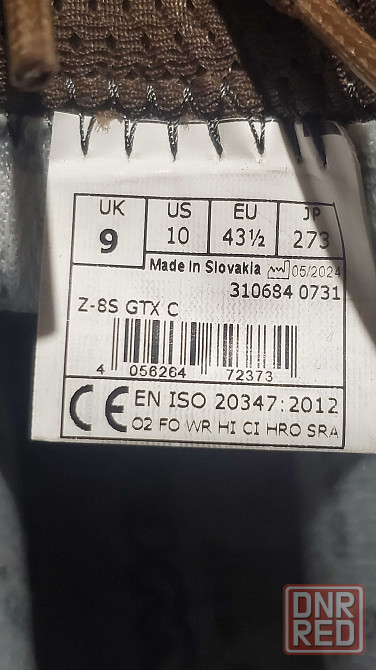 UK US EU JP
9 10 43½ 273
Made in Slovakia 05/2024
310684 0731
Z-8S GTX C
4 056284 72373
CE EN ISO 20347:2012
O2 FO WR HI CI HRO SRA
DNR
RED